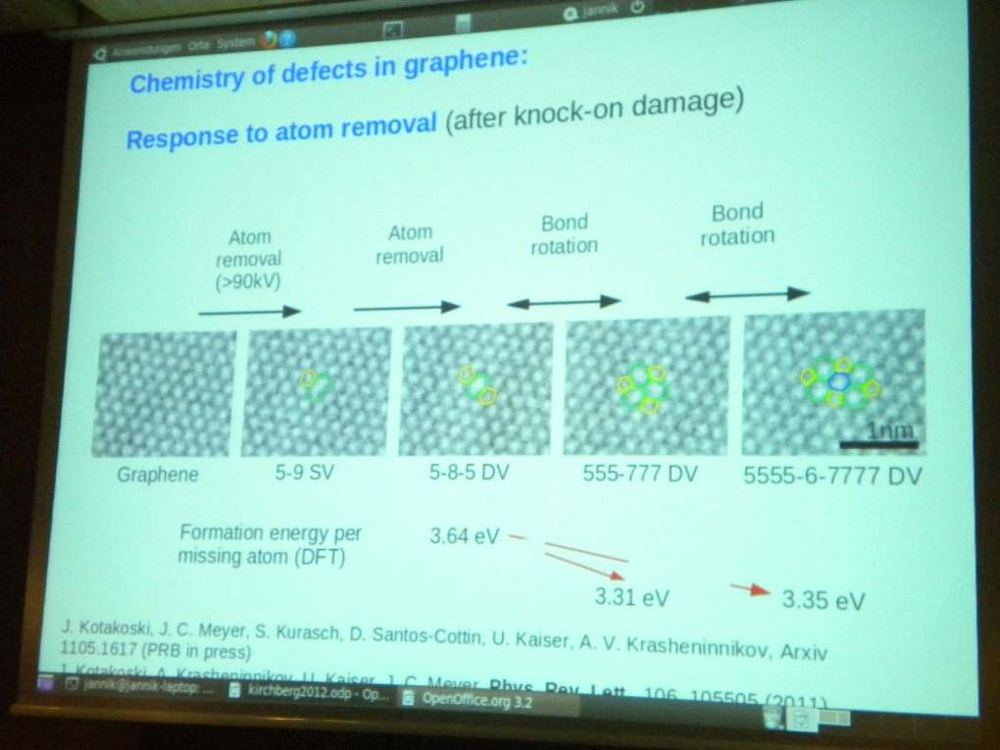 Anwendungen Orte System
jannik
Chemistry of defects in graphene:
Response to atom removal (after knock-on damage)
Atom
removal
(>90kV)
Atom
removal
Bond
rotation
Bond
rotation
1nm
Graphene
5-9 SV
5-8-5 DV
555-777 DV
5555-6-7777 DV
Formation energy per
missing atom (DFT)
3.64 eV
3.31 eV
3.35 eV
J. Kotakoski, J. C. Meyer, S. Kurasch, D. Santos-Cottin, U. Kaiser, A. V. Krasheninnikov, Arxiv
1105.1617 (PRB in press)
J. Kotakoski, A. Krasheninnikov, U. Kaiser, J. C. Meyer, Phys. Rev. Lett. 106, 105505 (2011)
jannik@jannik-laptop: ...
kirchberg2012.odp - Op...
OpenOffice.org 3.2